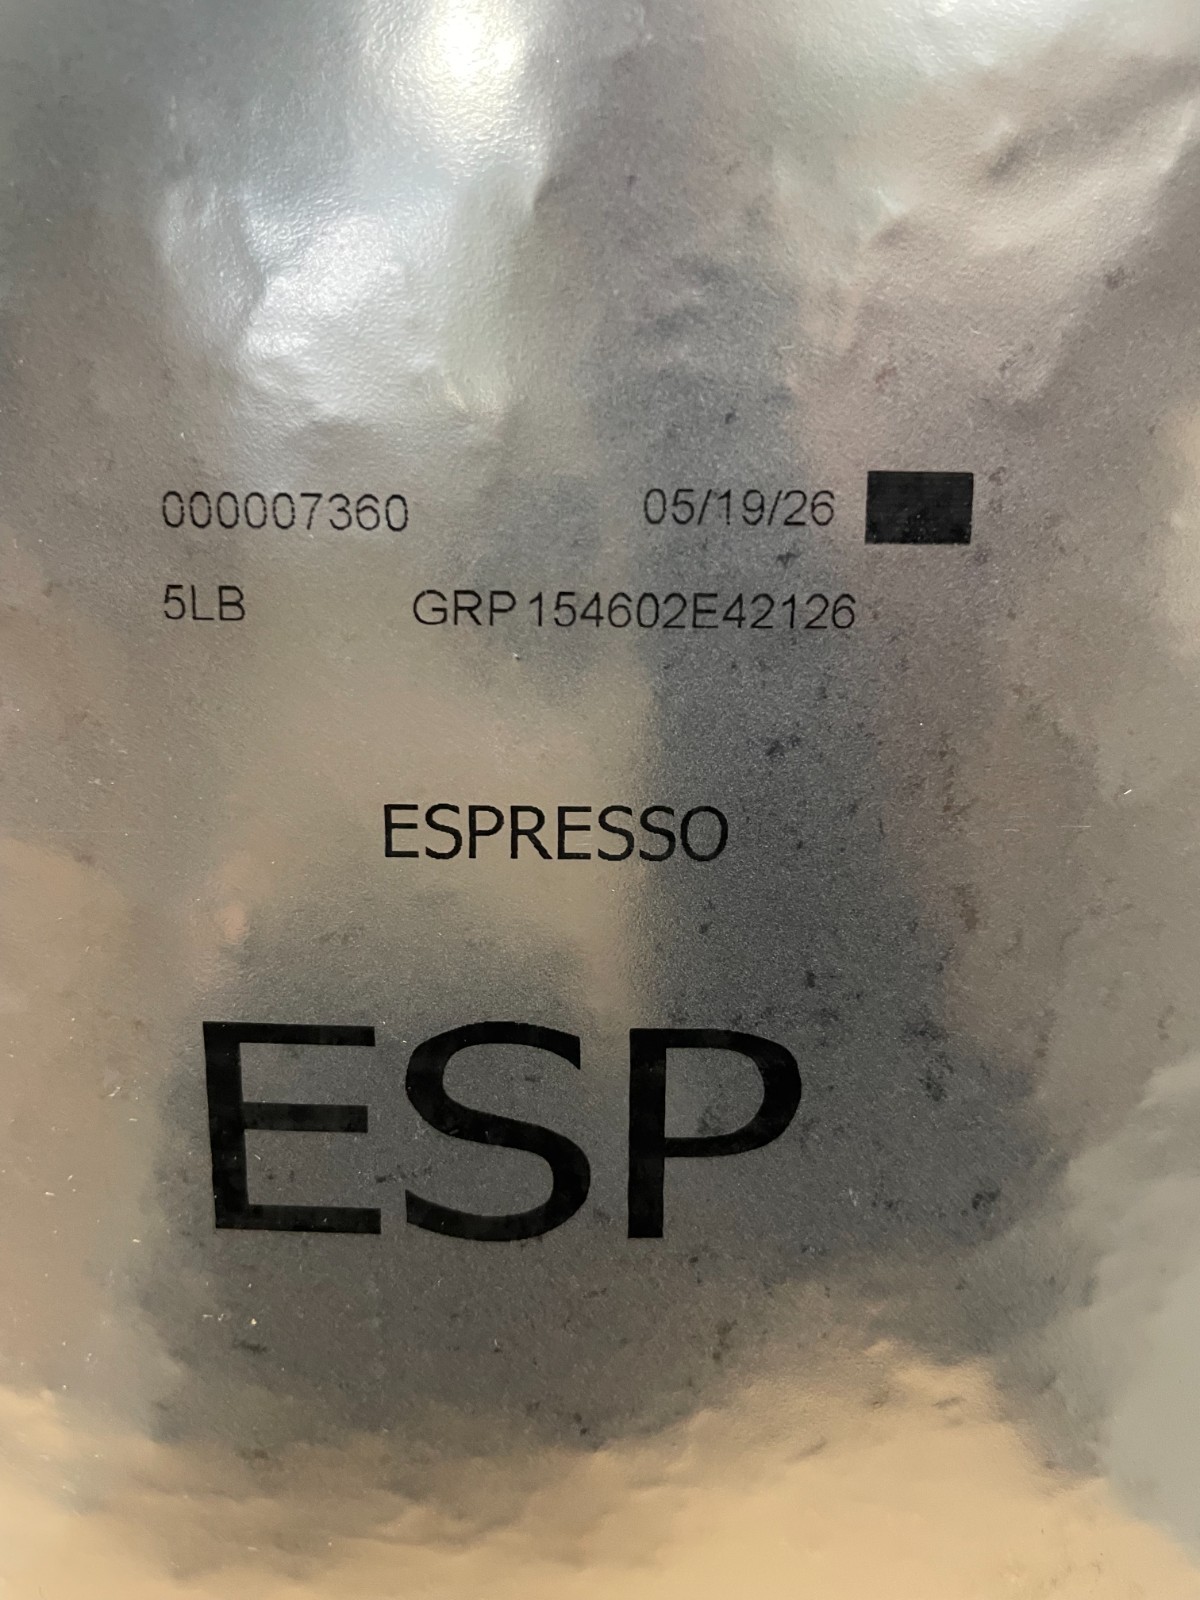 000007360 05/19/26
5LB GRP 154602E42126
ESPRESSO
ESP